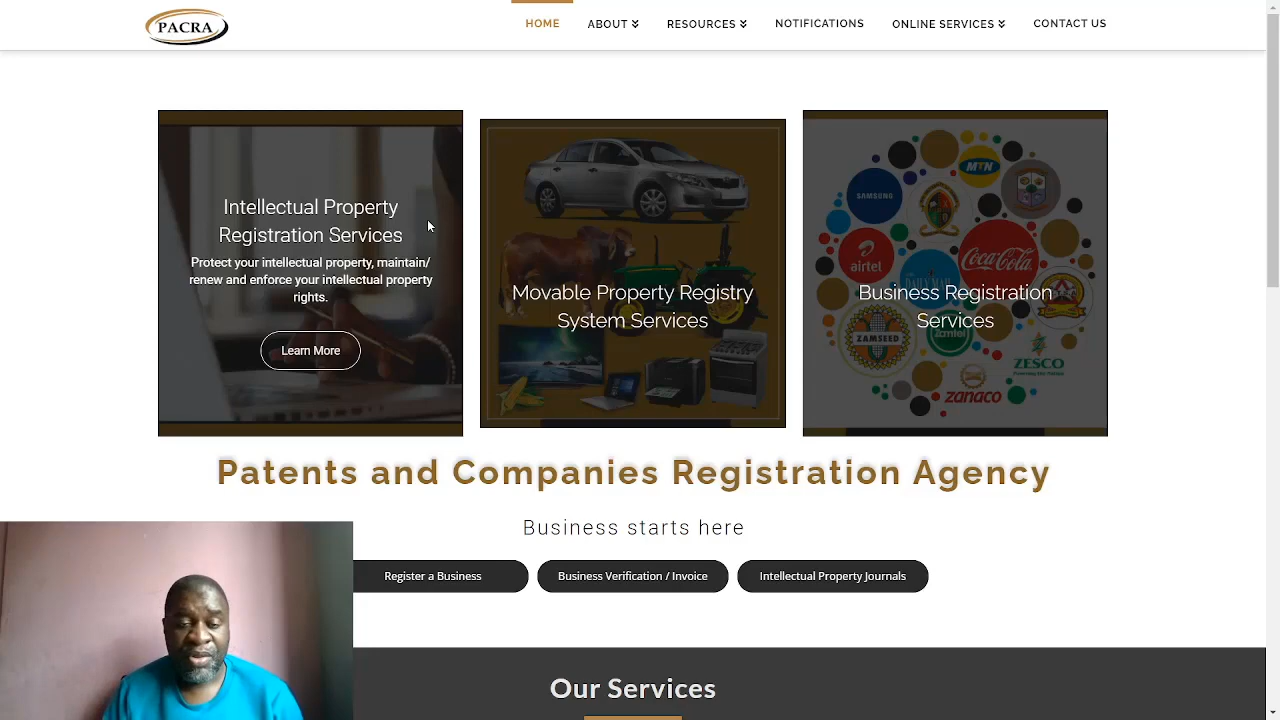 PACRA
HOME
ABOUT
RESOURCES
NOTIFICATIONS
ONLINE SERVICES
CONTACT US
Intellectual Property
Registration Services
Protect your intellectual property, maintain/
renew and enforce your intellectual property
rights.
Learn More
Movable Property Registry
System Services
SAMSUNG
MTN
airtel
Coca-Cola
DAILY MAIL
Business Registration
Services
ZAMSEED
Zamtel
ZESCO
zanaco
Patents and Companies Registration Agency
Business starts here
Register a Business
Business Verification / Invoice
Intellectual Property Journals
Our Services